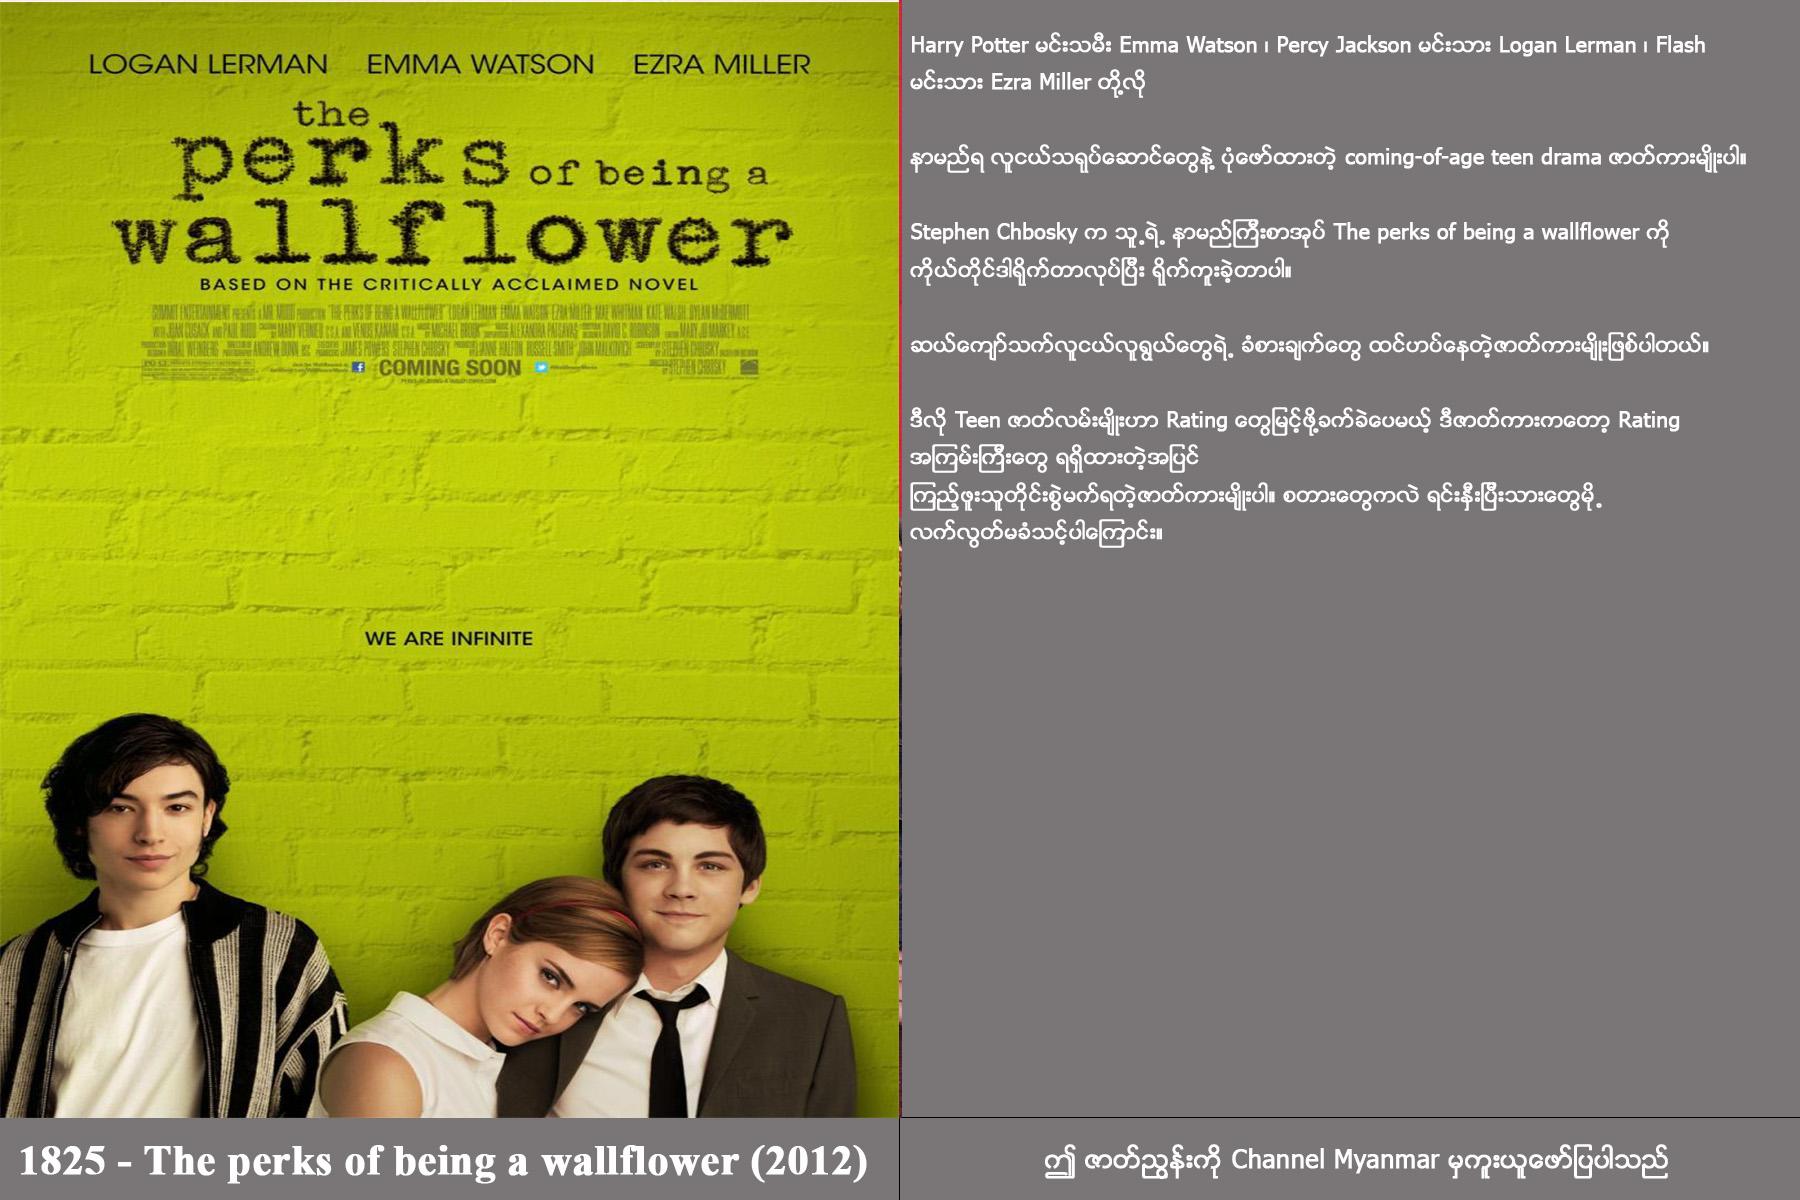 LOGAN LERMAN EMMA WATSON EZRA MILLER
the
perks of being a
wallflower
BASED ON THE CRITICALLY ACCLAIMED NOVEL
COMING SOON
WE ARE INFINITE
1825 - The perks of being a wallflower (2012)
Harry Potter မင်းသမီး Emma Watson ၊ Percy Jackson မင်းသား Logan Lerman ၊ Flash
မင်းသား Ezra Miller တို့လို
နာမည်ရ လူငယ်သရုပ်ဆောင်တွေနဲ့ ပုံဖော်ထားတဲ့ coming-of-age teen drama ဇာတ်ကားမျိုးပါ။
Stephen Chbosky က သူ့ရဲ့ နာမည်ကြီးစာအုပ် The perks of being a wallflower ကို
ကိုယ်တိုင်ဒါရိုက်တာလုပ်ပြီး ရိုက်ကူးခဲ့တာပါ။
ဆယ်ကျော်သက်လူငယ်လူရွယ်တွေရဲ့ ခံစားချက်တွေ ထင်ဟပ်နေတဲ့ဇာတ်ကားမျိုးဖြစ်ပါတယ်။
ဒီလို Teen ဇာတ်လမ်းမျိုးဟာ Rating တွေမြင့်ဖို့ခက်ခဲပေမယ့် ဒီဇာတ်ကားကတော့ Rating
အကြမ်းကြီးတွေ ရရှိထားတဲ့အပြင်
ကြည့်ဖူးသူတိုင်းစွဲမက်ရတဲ့ဇာတ်ကားမျိုးပါ။ စတားတွေကလဲ ရင်းနှီးပြီးသားတွေမို့
လက်လွတ်မခံသင့်ပါကြောင်း။
ဤ ဇာတ်ညွှန်းကို Channel Myanmar မှကူးယူဖော်ပြပါသည်